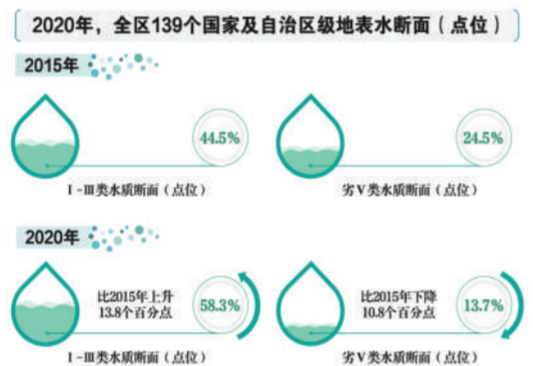 2020年，全区139个国家及自治区级地表水断面（点位）
2015年
44.5%
24.5%
I-III类水质断面（点位）
劣V类水质断面（点位）
2020年
比2015年上升
13.8个百分点
58.3%
比2015年下降
10.8个百分点
13.7%
I-III类水质断面（点位）
劣V类水质断面（点位）